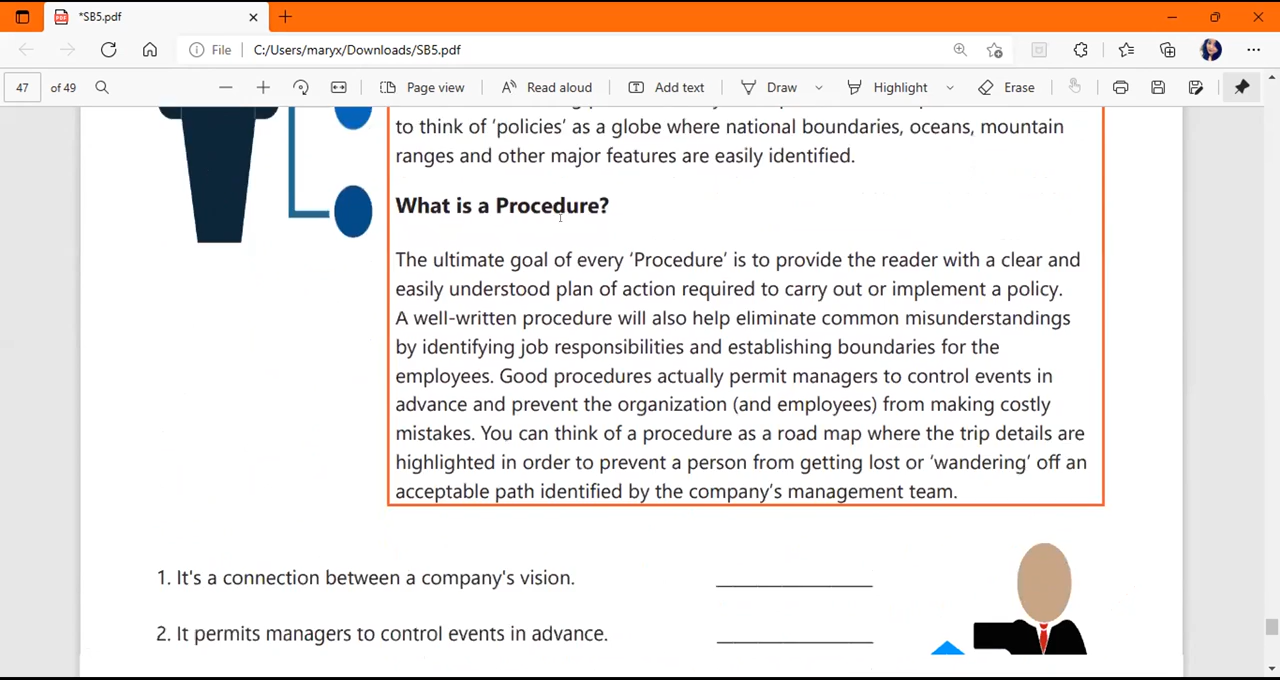 *SB5.pdf
File C:/Users/maryx/Downloads/SB5.pdf
47 of 49 Page view Read aloud Add text Draw Highlight Erase
to think of ‘policies’ as a globe where national boundaries, oceans, mountain
ranges and other major features are easily identified.
What is a Procedure?
The ultimate goal of every ‘Procedure’ is to provide the reader with a clear and
easily understood plan of action required to carry out or implement a policy.
A well-written procedure will also help eliminate common misunderstandings
by identifying job responsibilities and establishing boundaries for the
employees. Good procedures actually permit managers to control events in
advance and prevent the organization (and employees) from making costly
mistakes. You can think of a procedure as a road map where the trip details are
highlighted in order to prevent a person from getting lost or ‘wandering’ off an
acceptable path identified by the company’s management team.
1. It's a connection between a company's vision.
2. It permits managers to control events in advance.